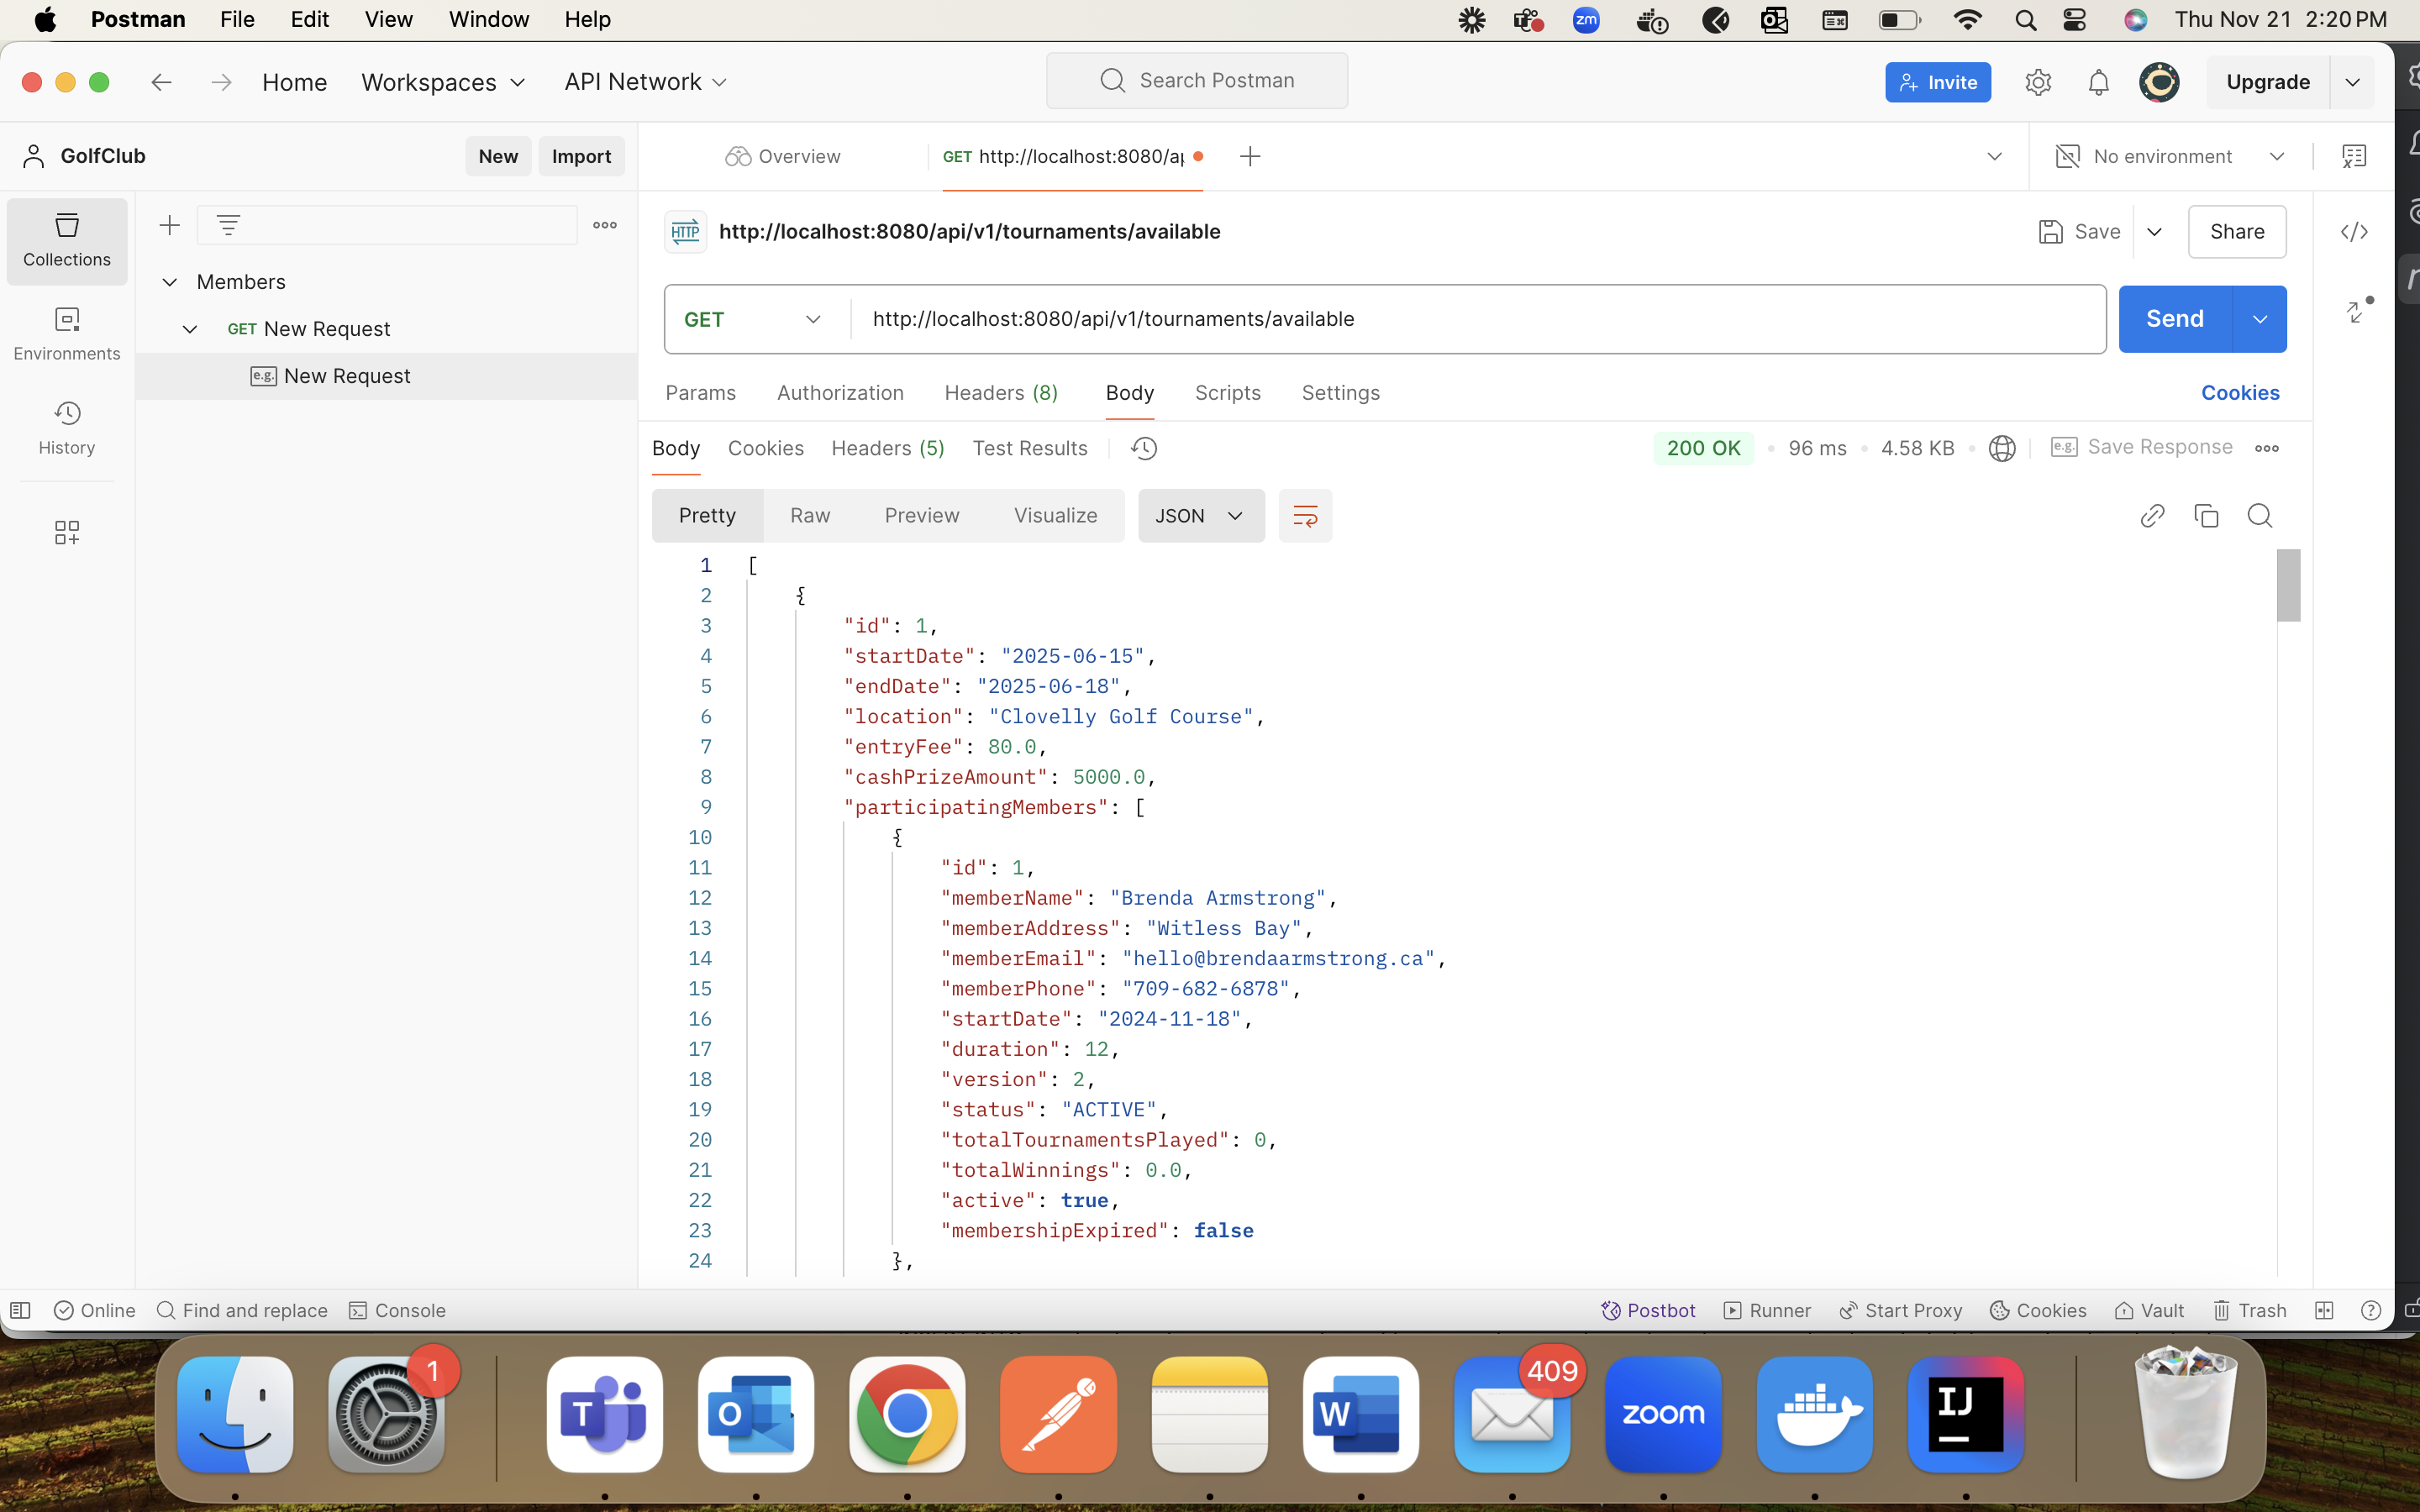 Postman File Edit View Window Help zm Thu Nov 21 2:20 PM
Home Workspaces API Network Search Postman Invite Upgrade
GolfClub New Import Overview GET http://localhost:8080/ap No environment
Collections
Environments
History
Members
GET New Request
e.g. New Request
HTTP http://localhost:8080/api/v1/tournaments/available Save Share
GET http://localhost:8080/api/v1/tournaments/available Send
Params Authorization Headers (8) Body Scripts Settings Cookies
Body Cookies Headers (5) Test Results 200 OK • 96 ms • 4.58 KB • e.g. Save Response
Pretty Raw Preview Visualize JSON
1 [
2 {
3 "id": 1,
4 "startDate": "2025-06-15",
5 "endDate": "2025-06-18",
6 "location": "Clovelly Golf Course",
7 "entryFee": 80.0,
8 "cashPrizeAmount": 5000.0,
9 "participatingMembers": [
10 {
11 "id": 1,
12 "memberName": "Brenda Armstrong",
13 "memberAddress": "Witless Bay",
14 "memberEmail": "hello@brendaarmstrong.ca",
15 "memberPhone": "709-682-6878",
16 "startDate": "2024-11-18",
17 "duration": 12,
18 "version": 2,
19 "status": "ACTIVE",
20 "totalTournamentsPlayed": 0,
21 "totalWinnings": 0.0,
22 "active": true,
23 "membershipExpired": false
24 },
Online Find and replace Console Postbot Runner Start Proxy Cookies Vault Trash
1 T O W 409 zoom IJ